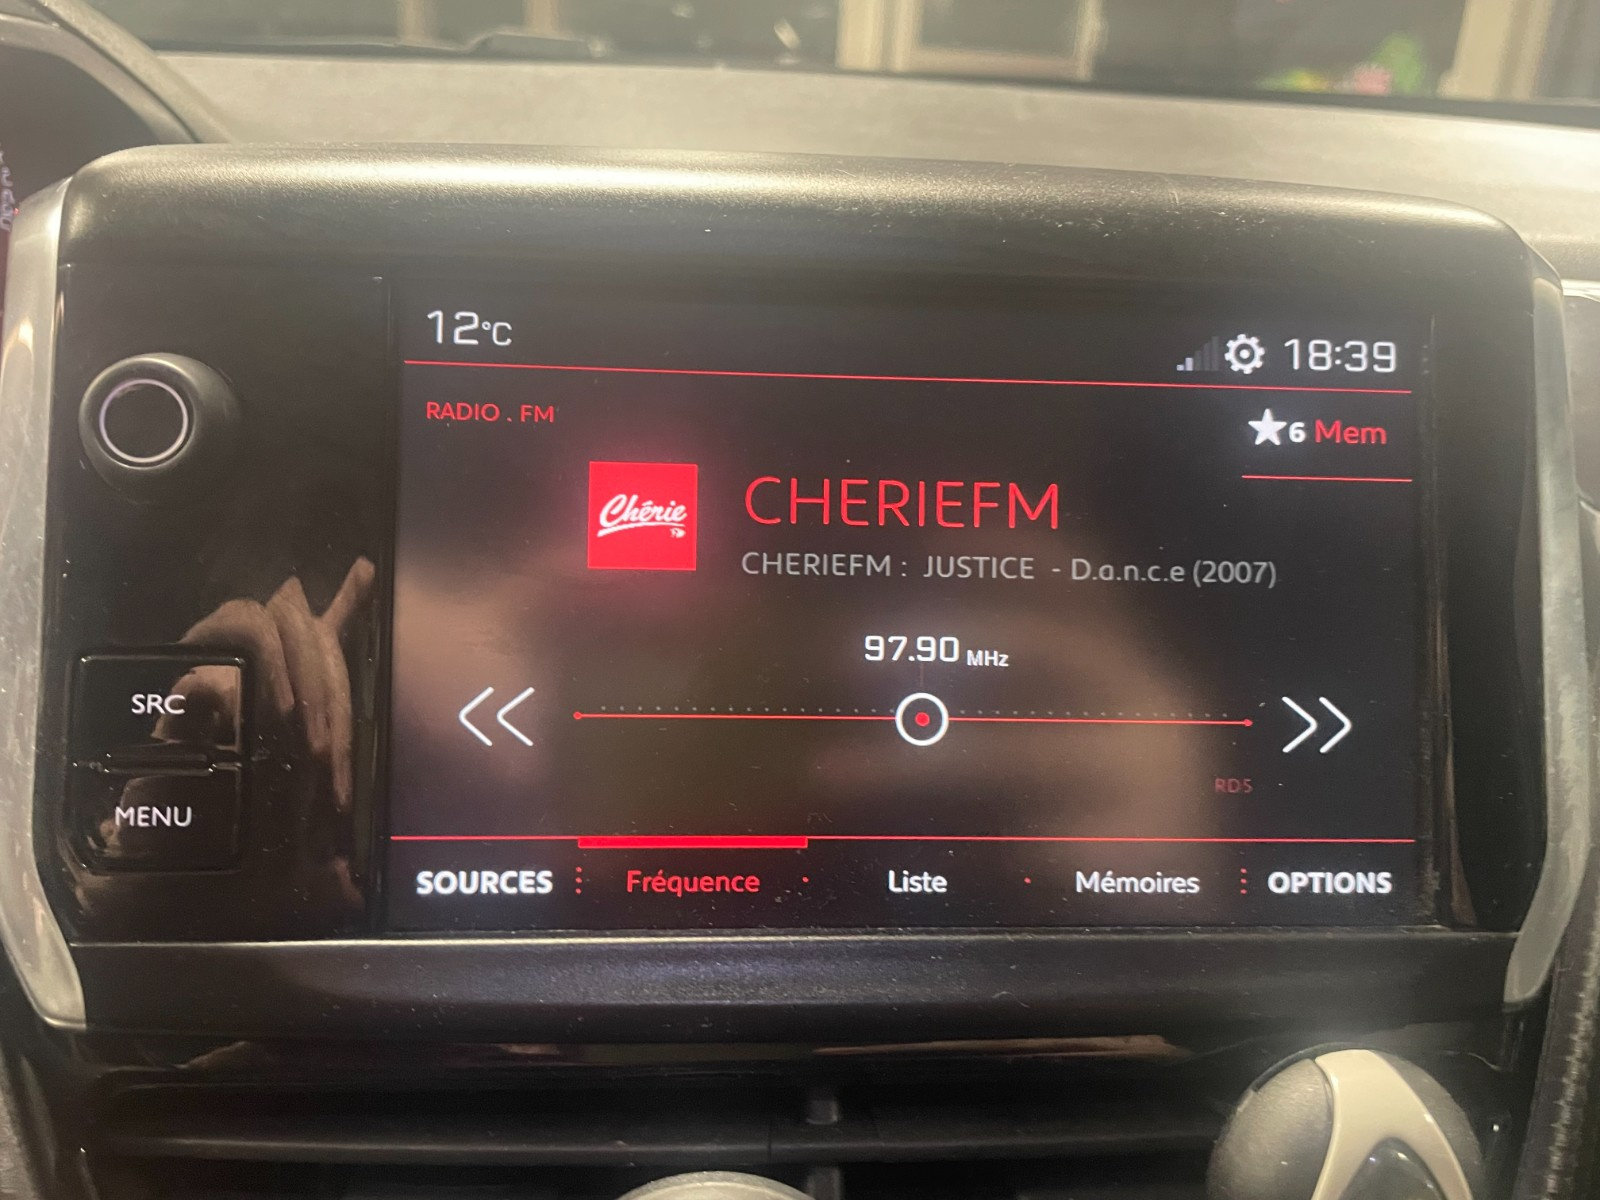 12°C
18:39
RADIO . FM
★6 Mem
Chérie
CHERIEFM
CHERIEFM : JUSTICE - D.a.n.c.e (2007)
97.90 MHz
SRC
RDS
MENU
SOURCES
Fréquence
Liste
Mémoires
OPTIONS